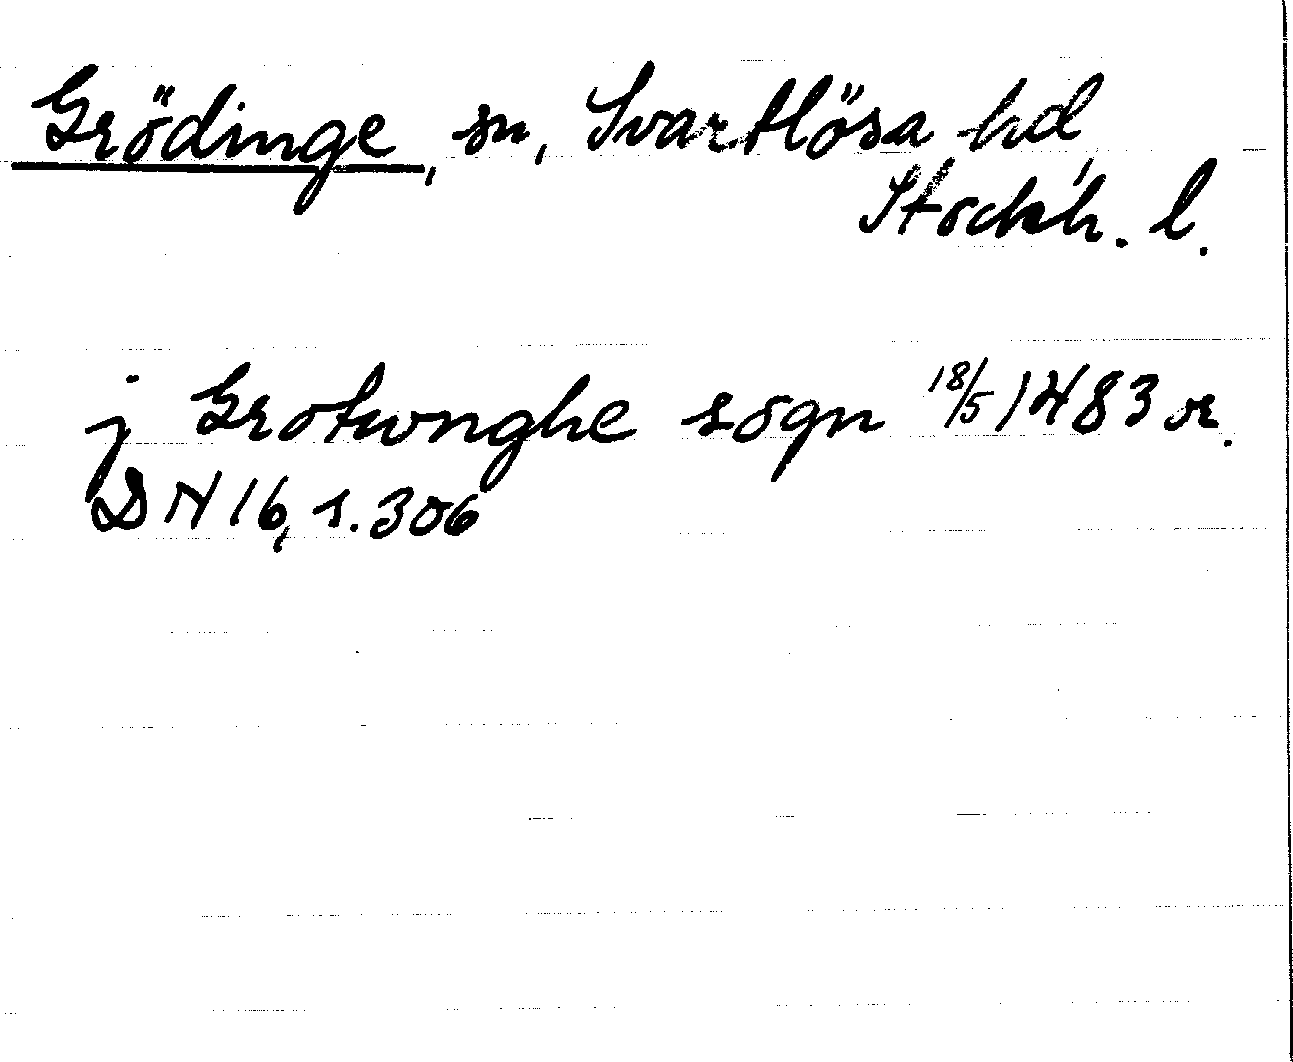 Grödinge, sn, Svartlösa hd,
Stockh. l.
j Grotwnghe sogn 18/5 1483 or.
DN 16, s. 306